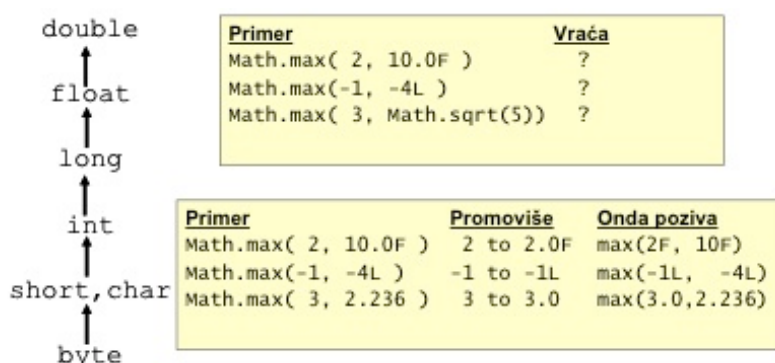 double
float
long
int
short,char
byte
Primer Vraća
Math.max( 2, 10.0F ) ?
Math.max(-1, -4L ) ?
Math.max( 3, Math.sqrt(5)) ?
Primer Promoviše Onda poziva
Math.max( 2, 10.0F ) 2 to 2.0F max(2F, 10F)
Math.max(-1, -4L ) -1 to -1L max(-1L, -4L)
Math.max( 3, 2.236 ) 3 to 3.0 max(3.0,2.236)